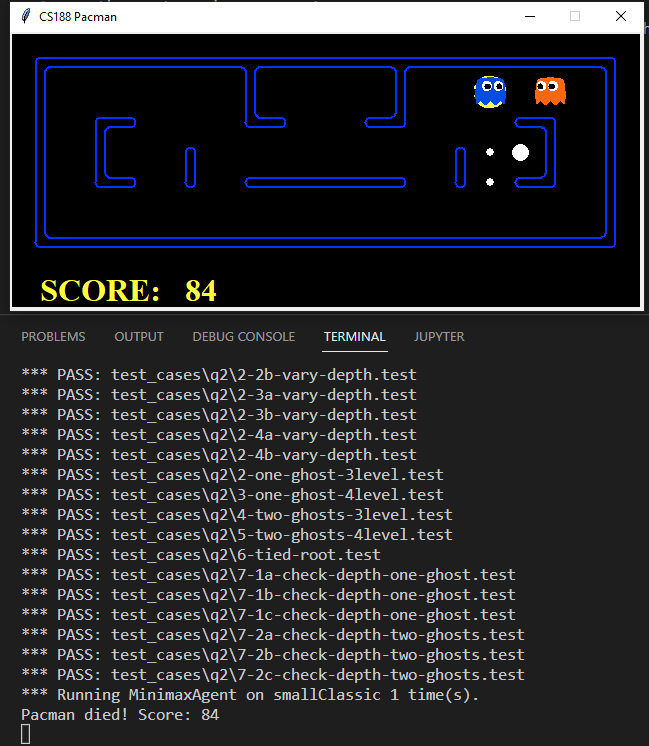 CS188 Pacman
SCORE: 84
PROBLEMS OUTPUT DEBUG CONSOLE TERMINAL JUPYTER
*** PASS: test_cases\q2\2-2b-vary-depth.test
*** PASS: test_cases\q2\2-3a-vary-depth.test
*** PASS: test_cases\q2\2-3b-vary-depth.test
*** PASS: test_cases\q2\2-4a-vary-depth.test
*** PASS: test_cases\q2\2-4b-vary-depth.test
*** PASS: test_cases\q2\2-one-ghost-3level.test
*** PASS: test_cases\q2\3-one-ghost-4level.test
*** PASS: test_cases\q2\4-two-ghosts-3level.test
*** PASS: test_cases\q2\5-two-ghosts-4level.test
*** PASS: test_cases\q2\6-tied-root.test
*** PASS: test_cases\q2\7-1a-check-depth-one-ghost.test
*** PASS: test_cases\q2\7-1b-check-depth-one-ghost.test
*** PASS: test_cases\q2\7-1c-check-depth-one-ghost.test
*** PASS: test_cases\q2\7-2a-check-depth-two-ghosts.test
*** PASS: test_cases\q2\7-2b-check-depth-two-ghosts.test
*** PASS: test_cases\q2\7-2c-check-depth-two-ghosts.test
*** Running MinimaxAgent on smallClassic 1 time(s).
Pacman died! Score: 84